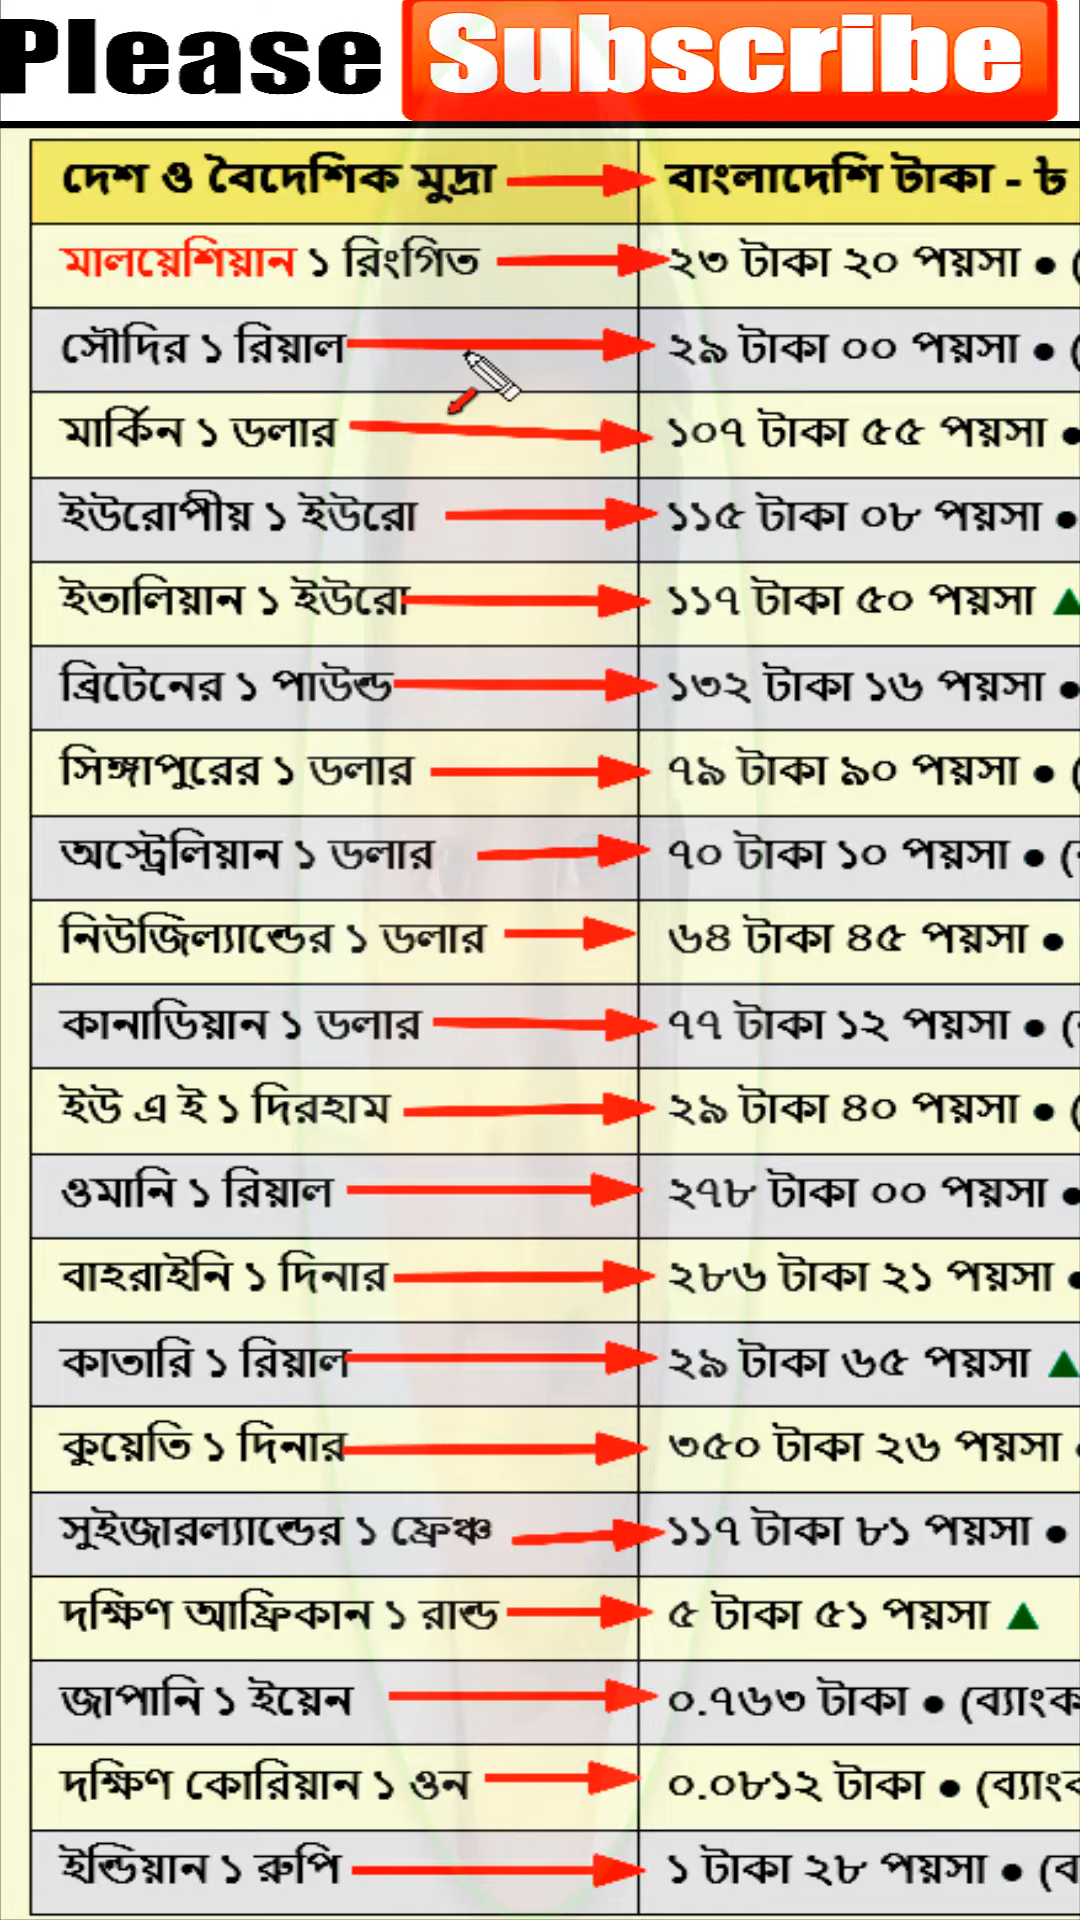 Please Subscribe
দেশ ও বৈদেশিক মুদ্রা বাংলাদেশি টাকা - ৳
মালয়েশিয়ান ১ রিংগিত ২৩ টাকা ২০ পয়সা ● (
সৌদির ১ রিয়াল ২৯ টাকা ০০ পয়সা ● (
মার্কিন ১ ডলার ১০৭ টাকা ৫৫ পয়সা ●
ইউরোপীয় ১ ইউরো ১১৫ টাকা ০৮ পয়সা ●
ইতালিয়ান ১ ইউরো ১১৭ টাকা ৫০ পয়সা ▲
ব্রিটেনের ১ পাউন্ড ১৩২ টাকা ১৬ পয়সা ●
সিঙ্গাপুরের ১ ডলার ৭৯ টাকা ৯০ পয়সা ● (
অস্ট্রেলিয়ান ১ ডলার ৭০ টাকা ১০ পয়সা ● (
নিউজিল্যান্ডের ১ ডলার ৬৪ টাকা ৪৫ পয়সা ●
কানাডিয়ান ১ ডলার ৭৭ টাকা ১২ পয়সা ● (
ইউ এ ই ১ দিরহাম ২৯ টাকা ৪০ পয়সা ● (
ওমানি ১ রিয়াল ২৭৮ টাকা ০০ পয়সা ●
বাহরাইনি ১ দিনার ২৮৬ টাকা ২১ পয়সা ●
কাতারি ১ রিয়াল ২৯ টাকা ৬৫ পয়সা ▲
কুয়েতি ১ দিনার ৩৫০ টাকা ২৬ পয়সা
সুইজারল্যান্ডের ১ ফ্রেঞ্চ ১১৭ টাকা ৮১ পয়সা ●
দক্ষিণ আফ্রিকান ১ রান্ড ৫ টাকা ৫১ পয়সা ▲
জাপানি ১ ইয়েন ০.৭৬৩ টাকা ● (ব্যাংক
দক্ষিণ কোরিয়ান ১ ওন ০.০৮১২ টাকা ● (ব্যাংক
ইন্ডিয়ান ১ রুপি ১ টাকা ২৮ পয়সা ● (ব